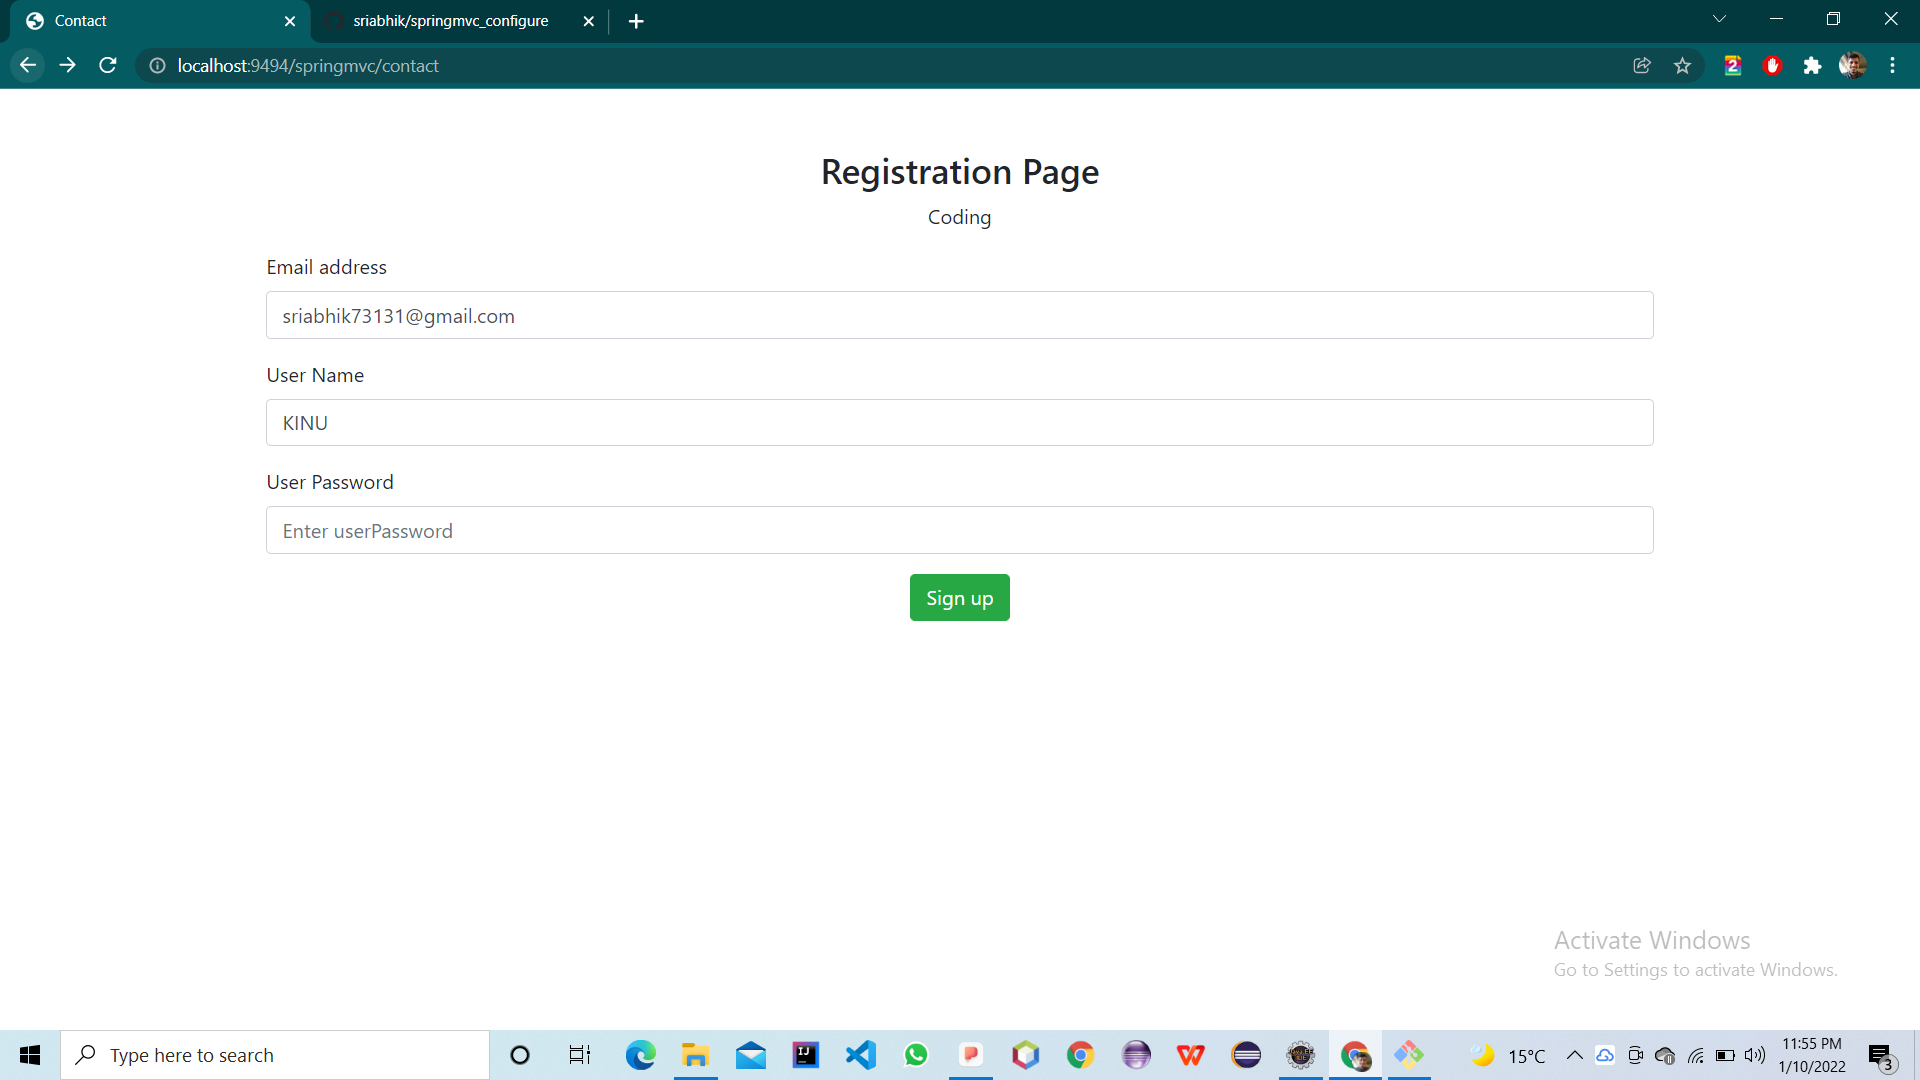 Contact
sriabhik/springmvc_configure
localhost:9494/springmvc/contact
Registration Page
Coding
Email address
sriabhik73131@gmail.com
User Name
KINU
User Password
Enter userPassword
Sign up
Activate Windows
Go to Settings to activate Windows.
Type here to search
15°C
11:55 PM
1/10/2022
3